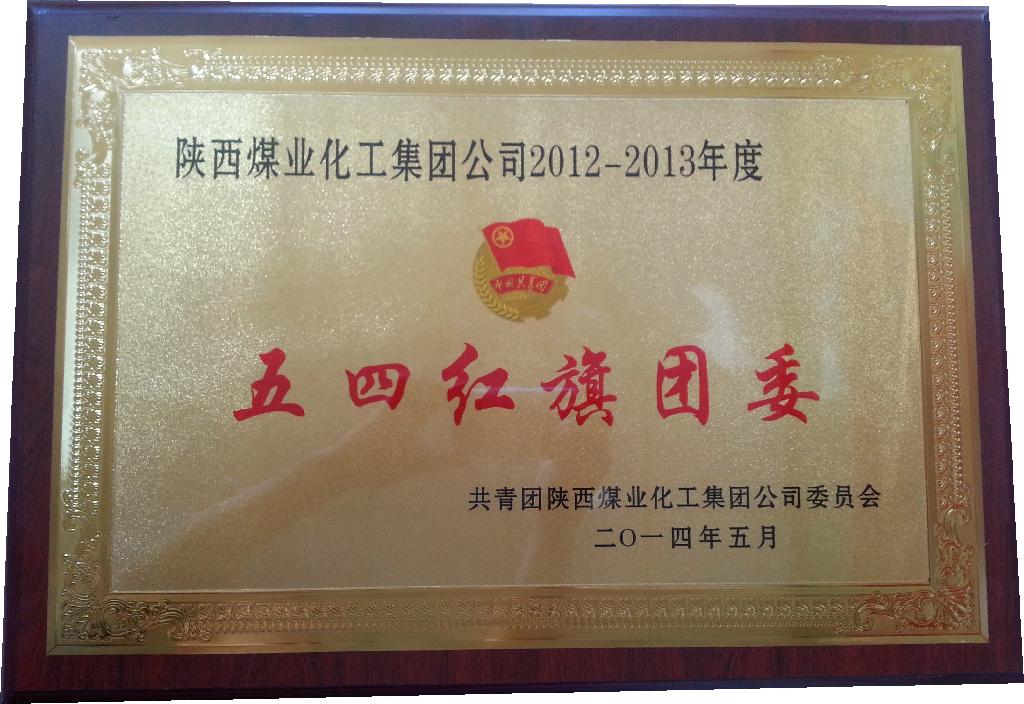 陕西煤业化工集团公司2012-2013年度
中国共青团
五四红旗团委
共青团陕西煤业化工集团公司委员会
二〇一四年五月